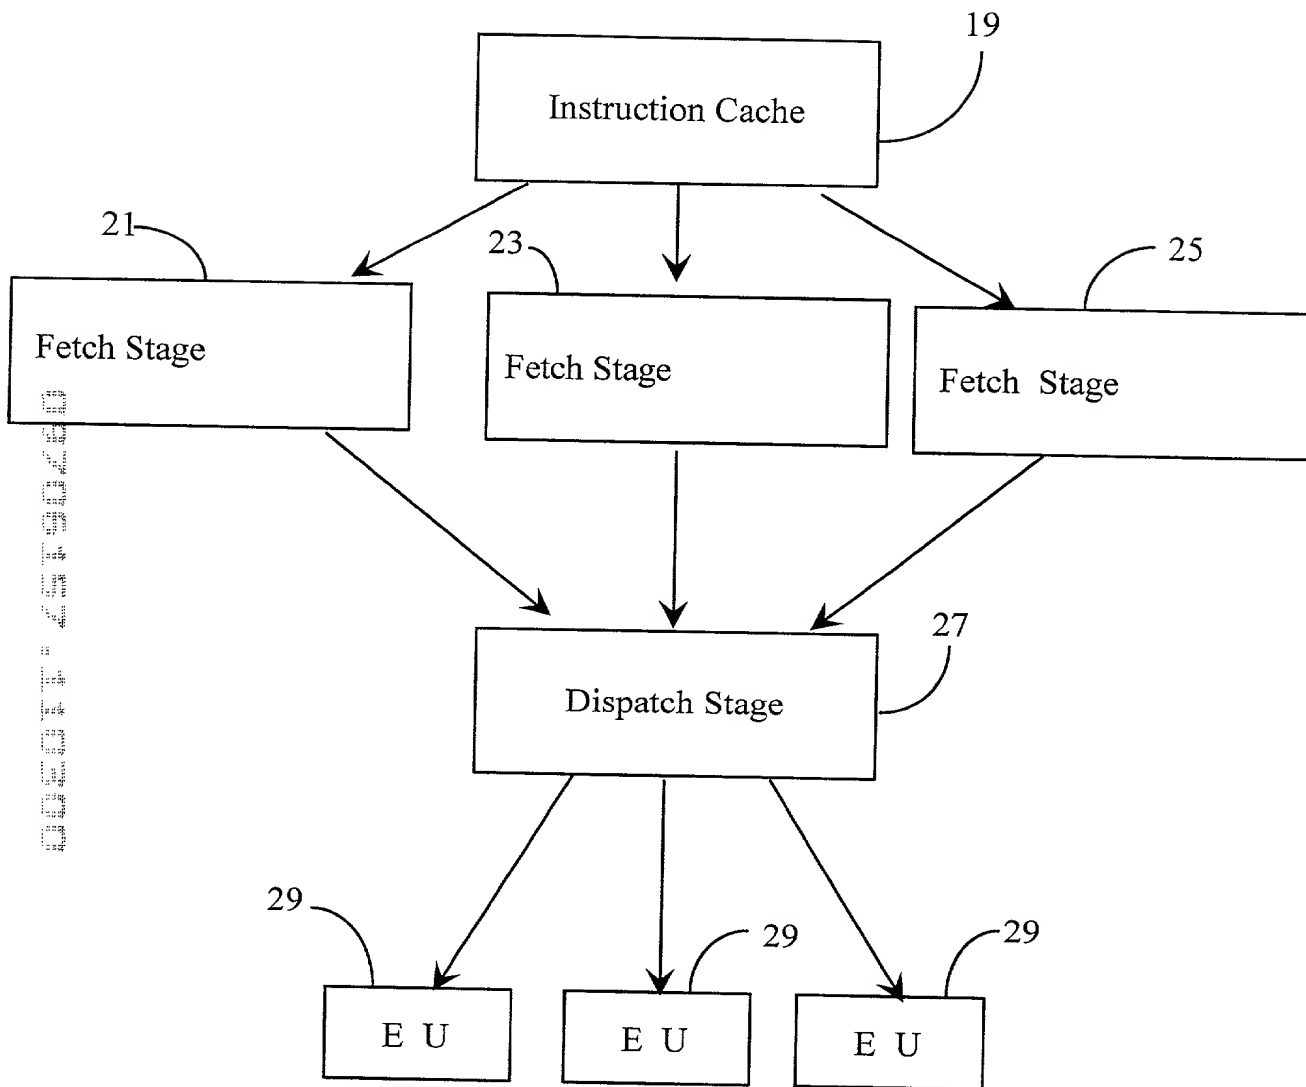 19
Instruction Cache
21
23
25
Fetch Stage
Fetch Stage
Fetch Stage
27
Dispatch Stage
29
29
29
E U
E U
E U